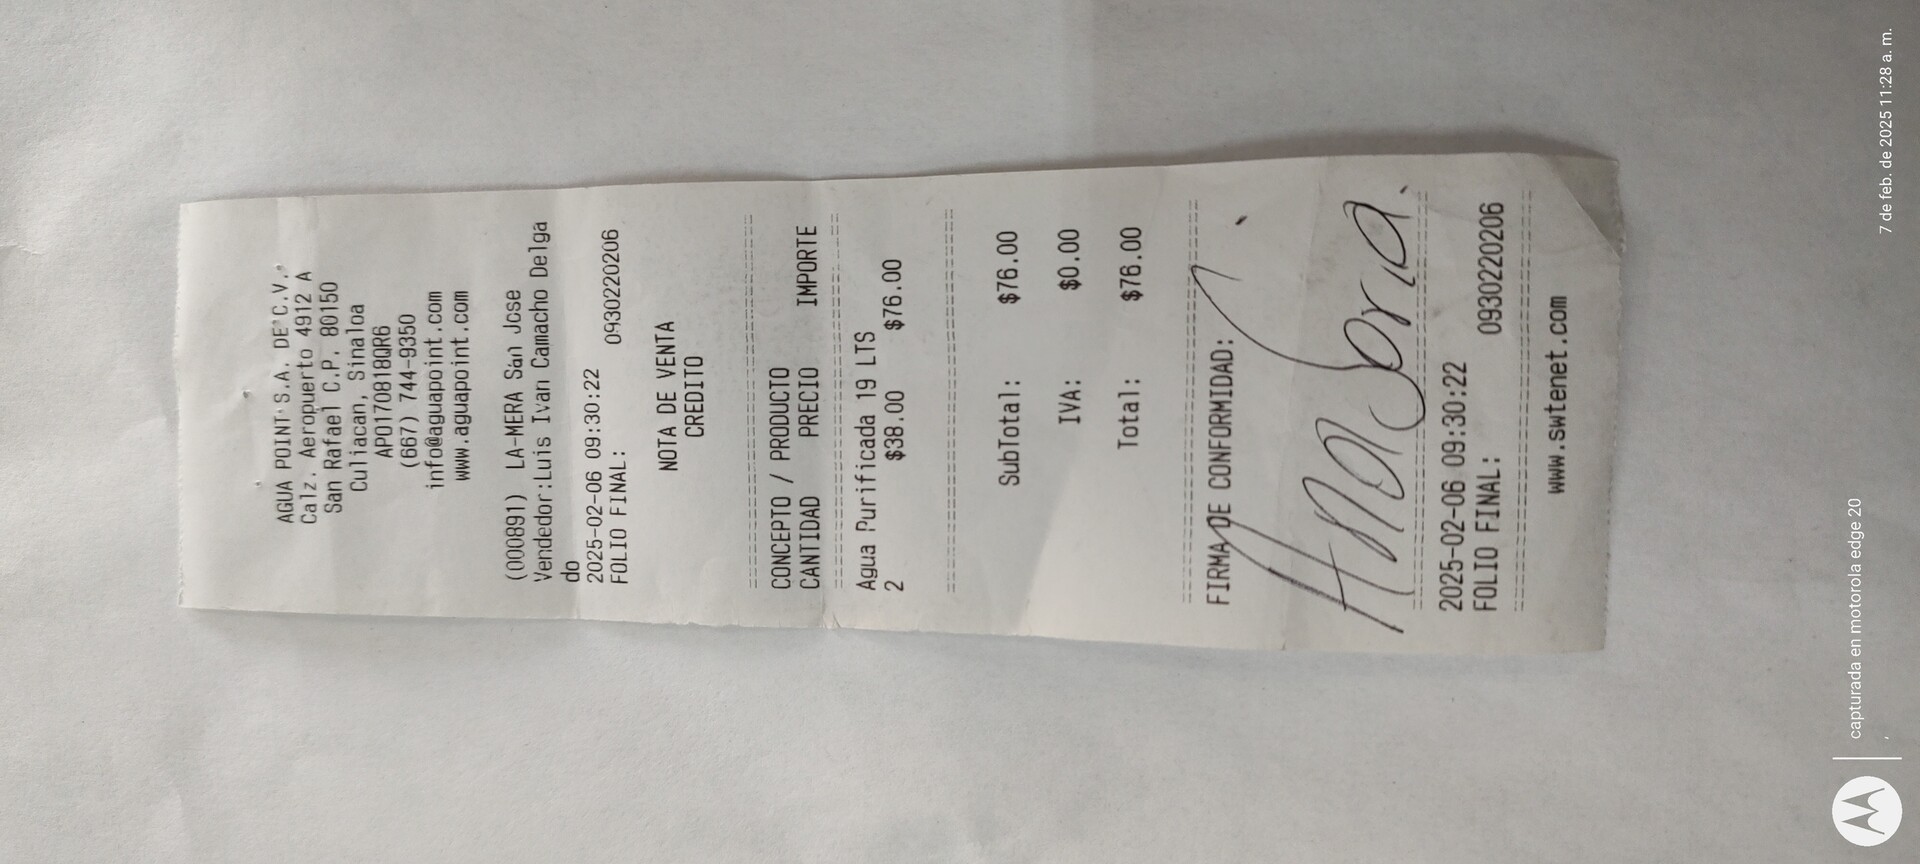 AGUA POINT S.A. DE C.V.
Calz. Aeropuerto 4912 A
San Rafael C.P. 80150
Culiacan, Sinaloa
APO170818QR6
(667) 744-9350
info@aguapoint.com
www.aguapoint.com
(000891) LA-MERA San Jose
Vendedor:Luis Ivan Camacho Delga
do
2025-02-06 09:30:22
FOLIO FINAL: 0930220206
NOTA DE VENTA
CREDITO
CONCEPTO / PRODUCTO
CANTIDAD PRECIO IMPORTE
Agua Purificada 19 LTS
2 $38.00 $76.00
SubTotal: $76.00
IVA: $0.00
Total: $76.00
FIRMA DE CONFORMIDAD:
2025-02-06 09:30:22
FOLIO FINAL: 0930220206
www.swtenet.com
capturada en motorola edge 20
7 de feb. de 2025 11:28 a. m.